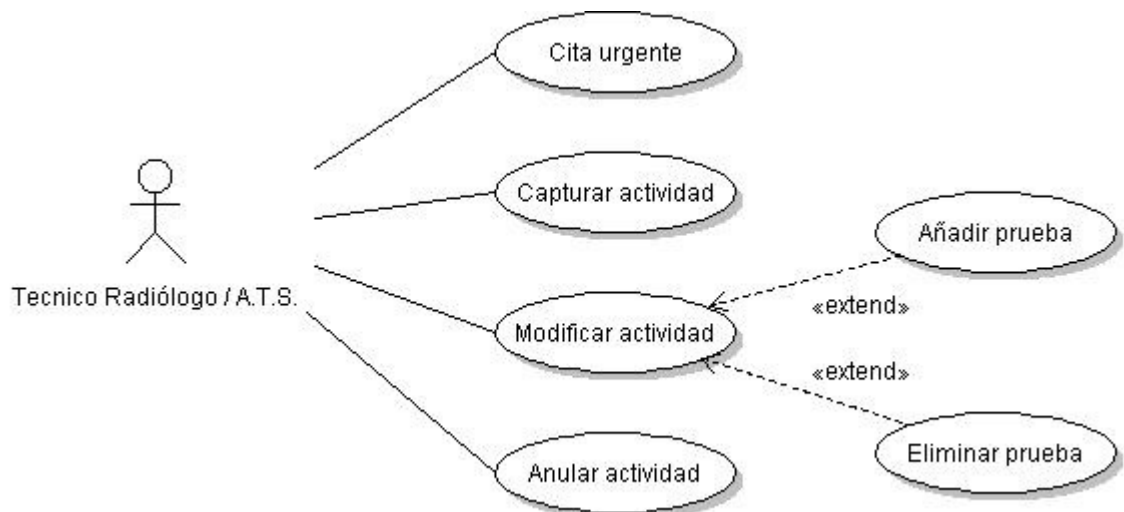 Cita urgente
Capturar actividad
Añadir prueba
Tecnico Radiólogo / A.T.S.
«extend»
Modificar actividad
«extend»
Eliminar prueba
Anular actividad